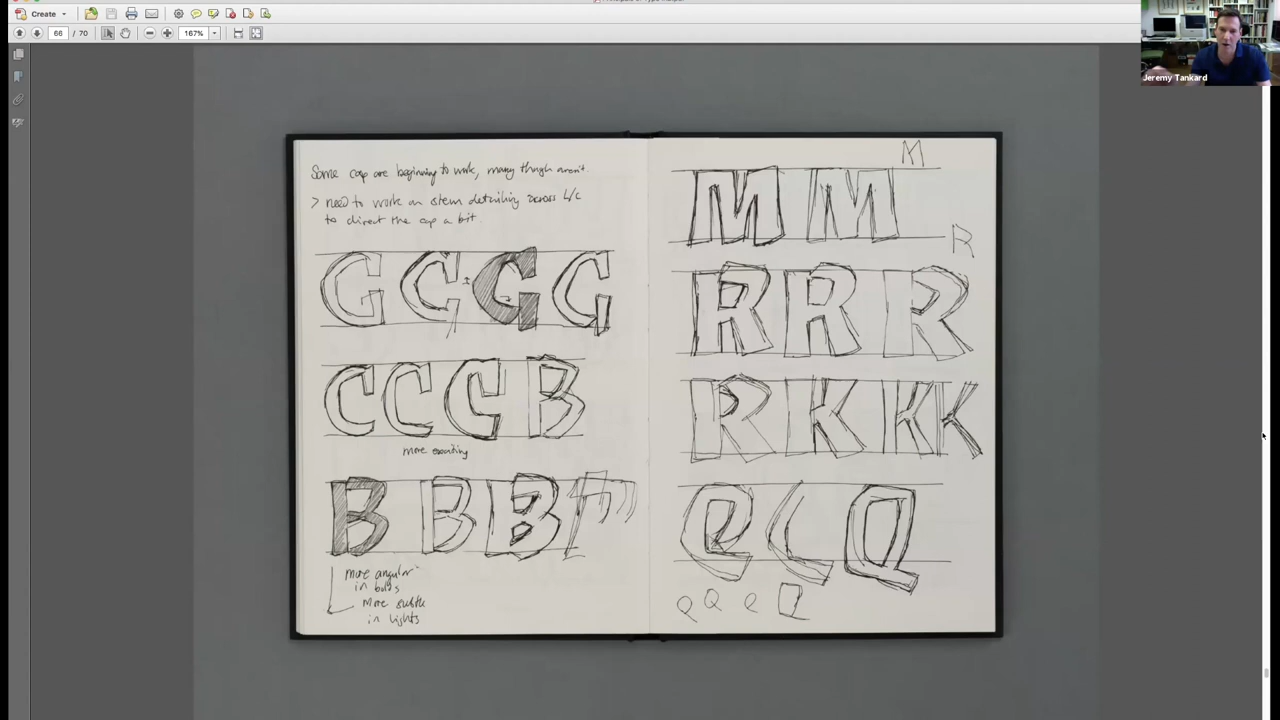 Create
66 / 70
167%
Jeremy Tankard
Some caps are beginning to work, many though aren't.
> need to work on stem detailing across L/C
to direct the cap a bit.
G C G G
C C C B
more exciting
B B B
more angular
in bolds
more subtle
in lights
M
M M
R
R R R
R K K K
Q Q
Q Q Q Q